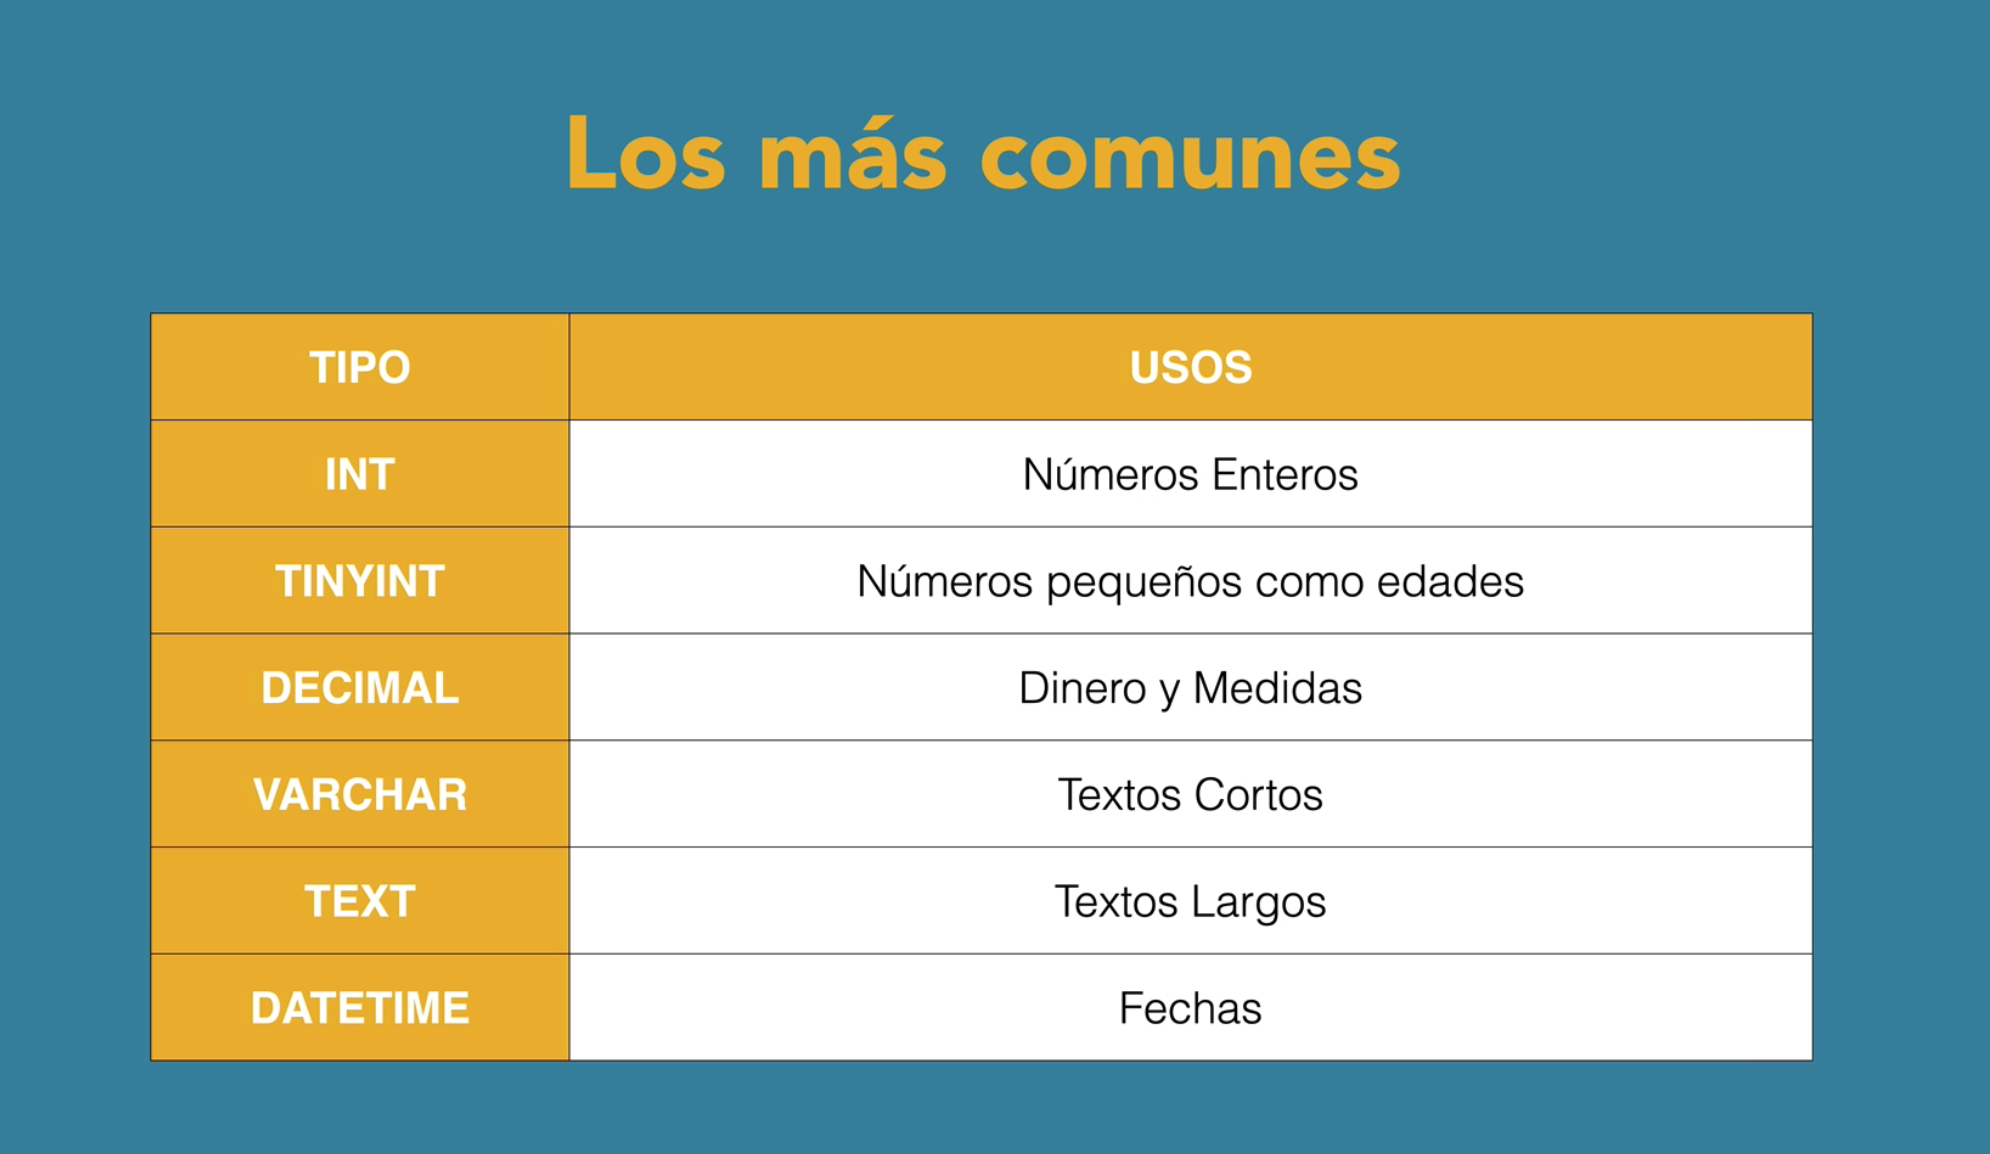 Los más comunes
TIPO USOS
INT Números Enteros
TINYINT Números pequeños como edades
DECIMAL Dinero y Medidas
VARCHAR Textos Cortos
TEXT Textos Largos
DATETIME Fechas